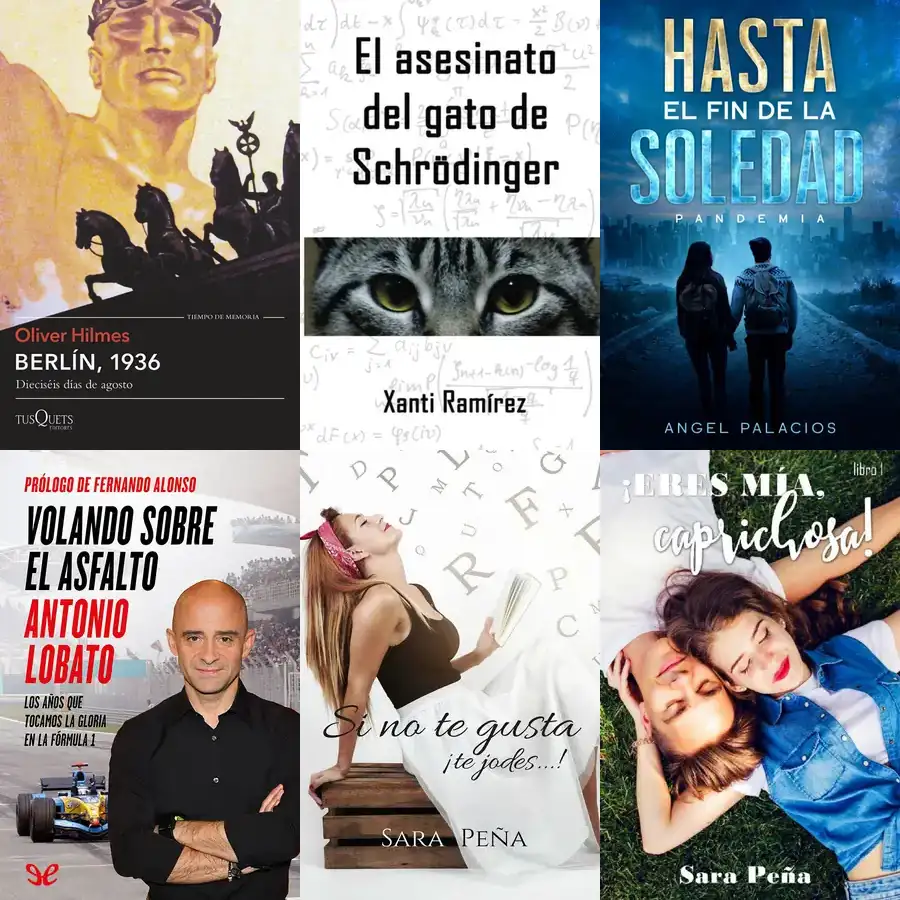 TIEMPO DE MEMORIA
Oliver Hilmes
BERLÍN, 1936
Dieciséis días de agosto
TUSQUETS
EDITORES
El asesinato
del gato de
Schrödinger
Xanti Ramírez
HASTA
EL FIN DE LA
SOLEDAD
PANDEMIA
ANGEL PALACIOS
PRÓLOGO DE FERNANDO ALONSO
VOLANDO SOBRE
EL ASFALTO
ANTONIO
LOBATO
LOS AÑOS QUE
TOCAMOS LA GLORIA
EN LA FÓRMULA 1
Si no te gusta
¡te jodes...!
SARA PEÑA
libro 1
¡ERES MÍA,
caprichosa!
Sara Peña